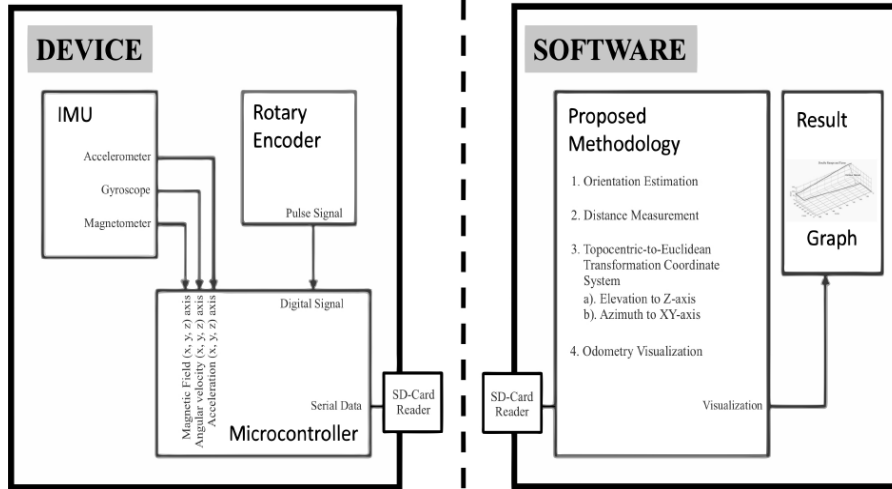 DEVICE
IMU
Accelerometer
Gyroscope
Magnetometer
Rotary
Encoder
Pulse Signal
Digital Signal
Magnetic Field (x, y, z) axis
Angular velocity (x, y, z) axis
Acceleration (x, y, z) axis
Serial Data
Microcontroller
SD-Card
Reader
SOFTWARE
SD-Card
Reader
Proposed
Methodology
1. Orientation Estimation
2. Distance Measurement
3. Topocentric-to-Euclidean
Transformation Coordinate
System
a). Elevation to Z-axis
b). Azimuth to XY-axis
4. Odometry Visualization
Visualization
Result
Graph